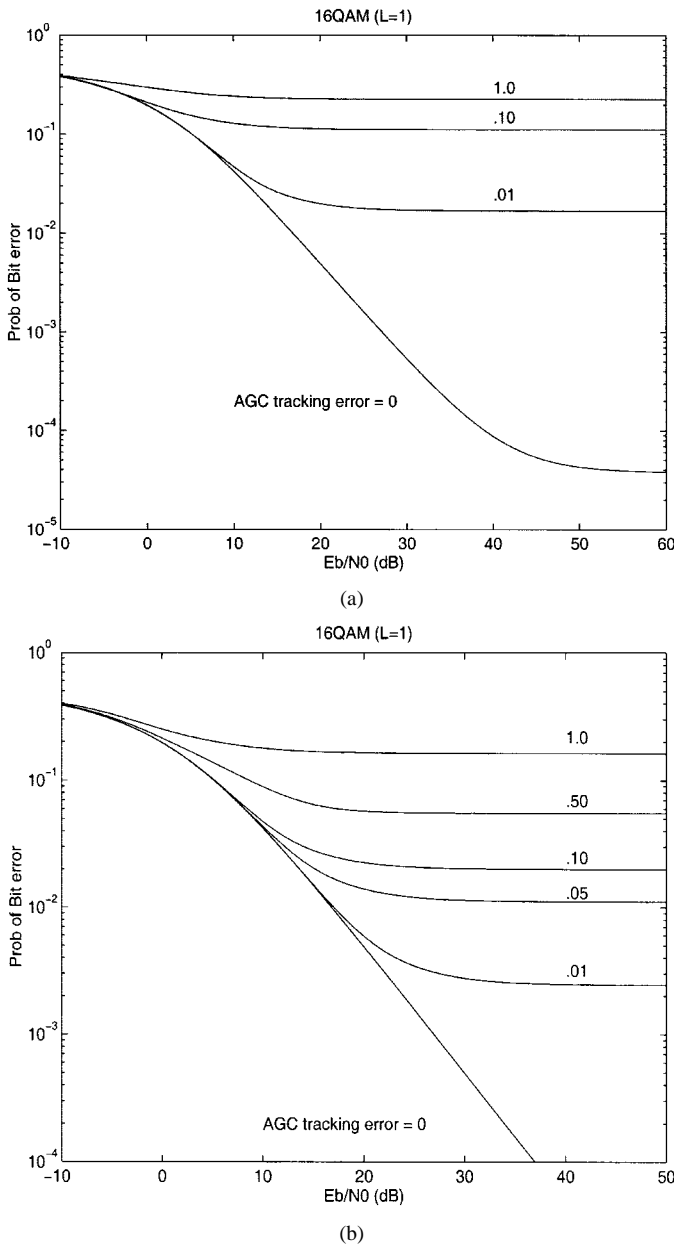 16QAM (L=1)
10^0
10^-1
10^-2
10^-3
10^-4
10^-5
Prob of Bit error
1.0
.10
.01
AGC tracking error = 0
-10 0 10 20 30 40 50 60
Eb/N0 (dB)
(a)
16QAM (L=1)
10^0
10^-1
10^-2
10^-3
10^-4
Prob of Bit error
1.0
.50
.10
.05
.01
AGC tracking error = 0
-10 0 10 20 30 40 50
Eb/N0 (dB)
(b)